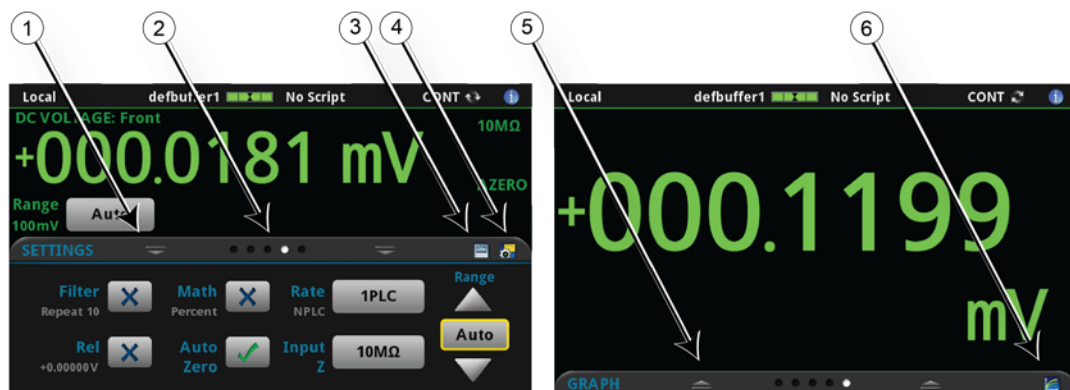 1 2 3 4 5 6
Local defbuffer1 No Script CONT
DC VOLTAGE: Front
10MΩ
+000.0181 mV
AZERO
Range
100mV
Auto
SETTINGS
Range
Filter
Repeat 10
Math
Percent
Rate
NPLC
1PLC
Auto
Rel
+0.00000V
Auto
Zero
Input
Z
10MΩ
Local defbuffer1 No Script CONT
+000.1199
mV
GRAPH